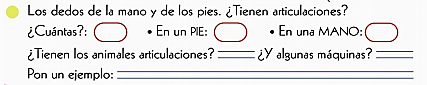 Los dedos de la mano y de los pies. ¿Tienen articulaciones?
¿Cuántas?: • En un PIE: • En una MANO:
¿Tienen los animales articulaciones? ¿Y algunas máquinas?
Pon un ejemplo: